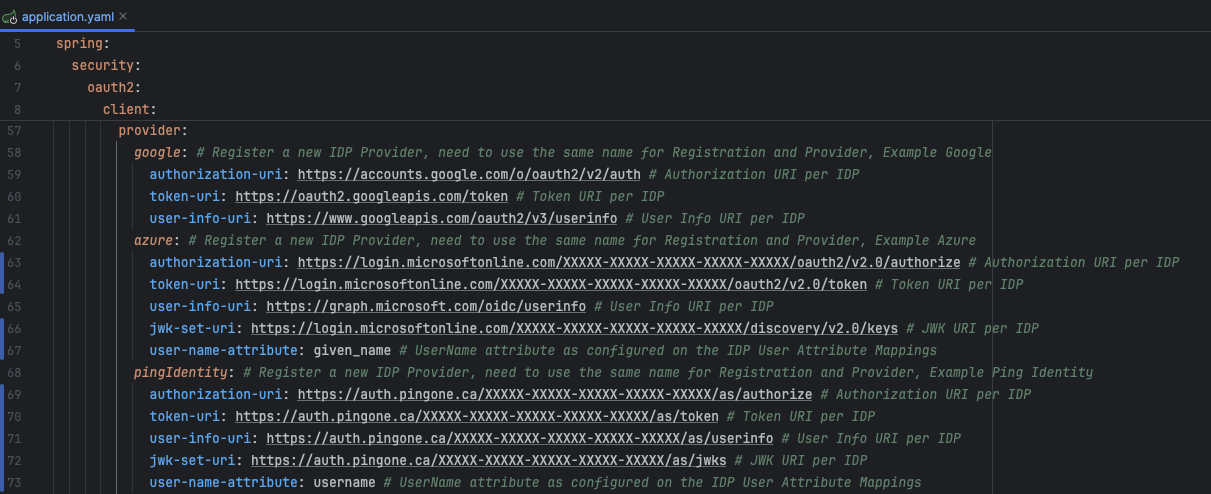 application.yaml ×
5 spring:
6 security:
7 oauth2:
8 client:
57 provider:
58 google: # Register a new IDP Provider, need to use the same name for Registration and Provider, Example Google
59 authorization-uri: https://accounts.google.com/o/oauth2/v2/auth # Authorization URI per IDP
60 token-uri: https://oauth2.googleapis.com/token # Token URI per IDP
61 user-info-uri: https://www.googleapis.com/oauth2/v3/userinfo # User Info URI per IDP
62 azure: # Register a new IDP Provider, need to use the same name for Registration and Provider, Example Azure
63 authorization-uri: https://login.microsoftonline.com/XXXXX-XXXXX-XXXXX-XXXXX-XXXXX/oauth2/v2.0/authorize # Authorization URI per IDP
64 token-uri: https://login.microsoftonline.com/XXXXX-XXXXX-XXXXX-XXXXX-XXXXX/oauth2/v2.0/token # Token URI per IDP
65 user-info-uri: https://graph.microsoft.com/oidc/userinfo # User Info URI per IDP
66 jwk-set-uri: https://login.microsoftonline.com/XXXXX-XXXXX-XXXXX-XXXXX-XXXXX/discovery/v2.0/keys # JWK URI per IDP
67 user-name-attribute: given_name # UserName attribute as configured on the IDP User Attribute Mappings
68 pingIdentity: # Register a new IDP Provider, need to use the same name for Registration and Provider, Example Ping Identity
69 authorization-uri: https://auth.pingone.ca/XXXXX-XXXXX-XXXXX-XXXXX-XXXXX/as/authorize # Authorization URI per IDP
70 token-uri: https://auth.pingone.ca/XXXXX-XXXXX-XXXXX-XXXXX-XXXXX/as/token # Token URI per IDP
71 user-info-uri: https://auth.pingone.ca/XXXXX-XXXXX-XXXXX-XXXXX-XXXXX/as/userinfo # User Info URI per IDP
72 jwk-set-uri: https://auth.pingone.ca/XXXXX-XXXXX-XXXXX-XXXXX-XXXXX/as/jwks # JWK URI per IDP
73 user-name-attribute: username # UserName attribute as configured on the IDP User Attribute Mappings